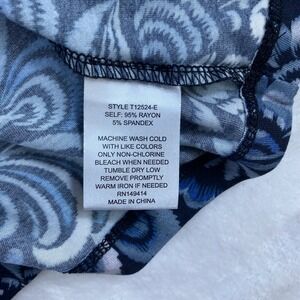 STYLE T12524-E
SELF: 95% RAYON
5% SPANDEX
MACHINE WASH COLD
WITH LIKE COLORS
ONLY NON-CHLORINE
BLEACH WHEN NEEDED
TUMBLE DRY LOW
REMOVE PROMPTLY
WARM IRON IF NEEDED
RN149414
MADE IN CHINA